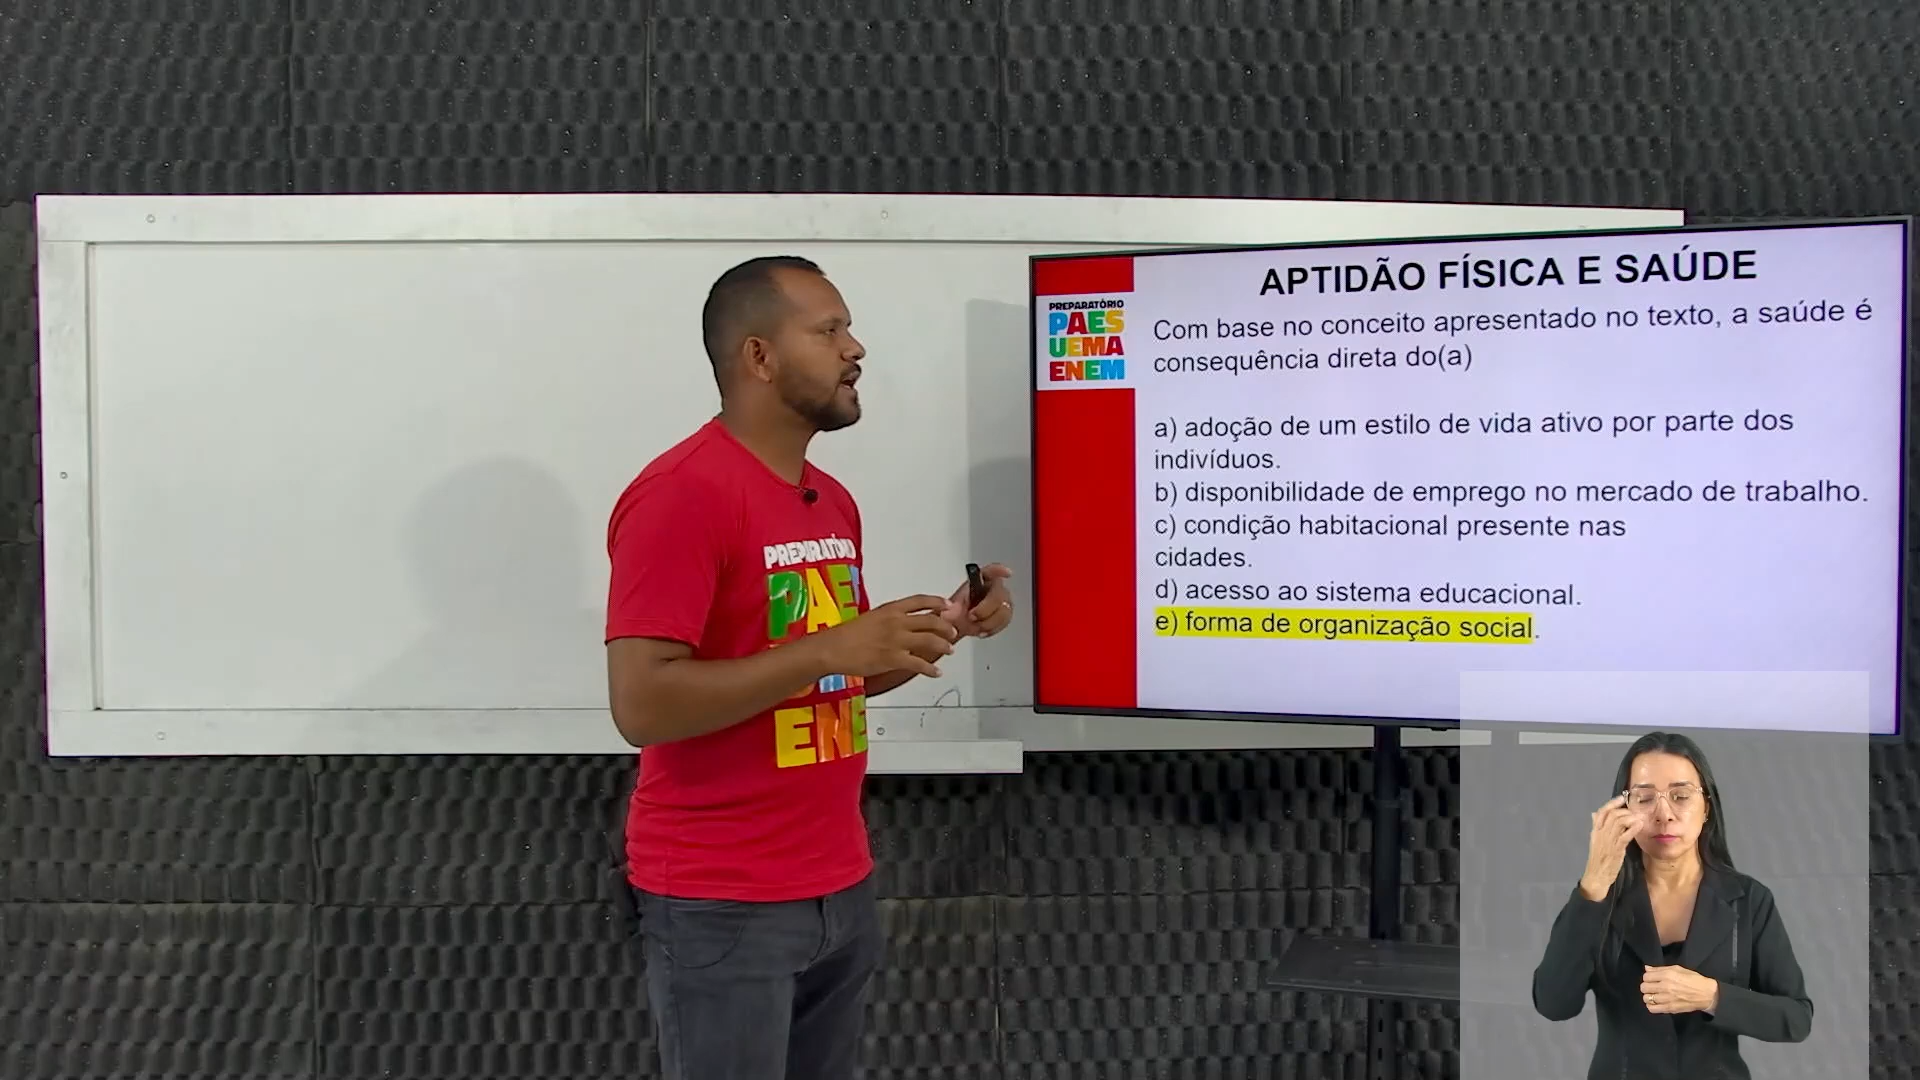 APTIDÃO FÍSICA E SAÚDE
PREPARATÓRIO
PAES
UEMA
ENEM
Com base no conceito apresentado no texto, a saúde é
consequência direta do(a)
a) adoção de um estilo de vida ativo por parte dos
indivíduos.
b) disponibilidade de emprego no mercado de trabalho.
c) condição habitacional presente nas
cidades.
d) acesso ao sistema educacional.
e) forma de organização social.
PREPARATÓRIO
PAE
ENE